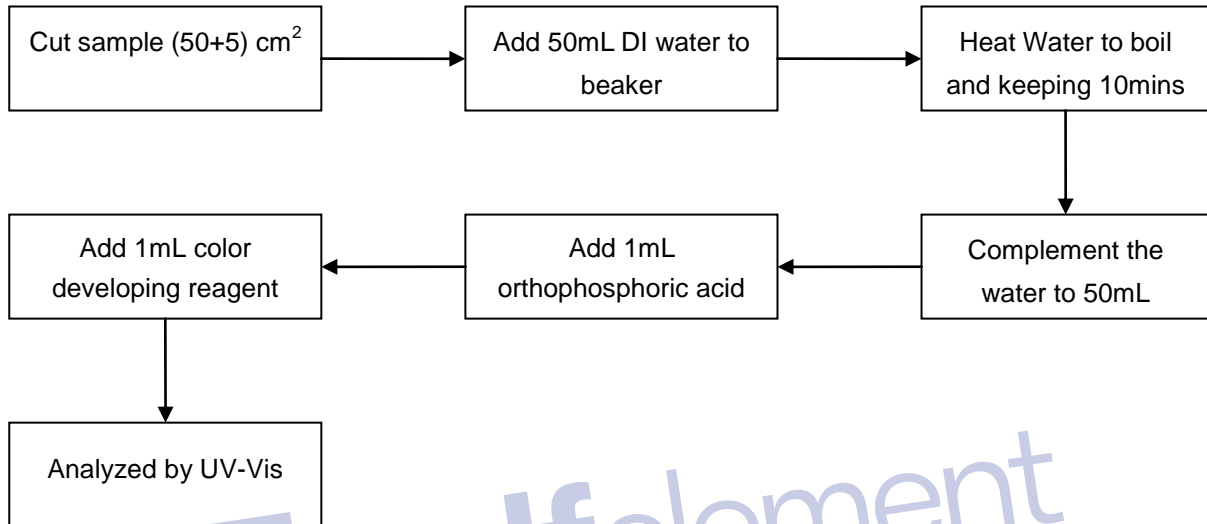 Cut sample (50+5) cm²
Add 50mL DI water to
beaker
Heat Water to boil
and keeping 10mins
Complement the
water to 50mL
Add 1mL
orthophosphoric acid
Add 1mL color
developing reagent
Analyzed by UV-Vis
element